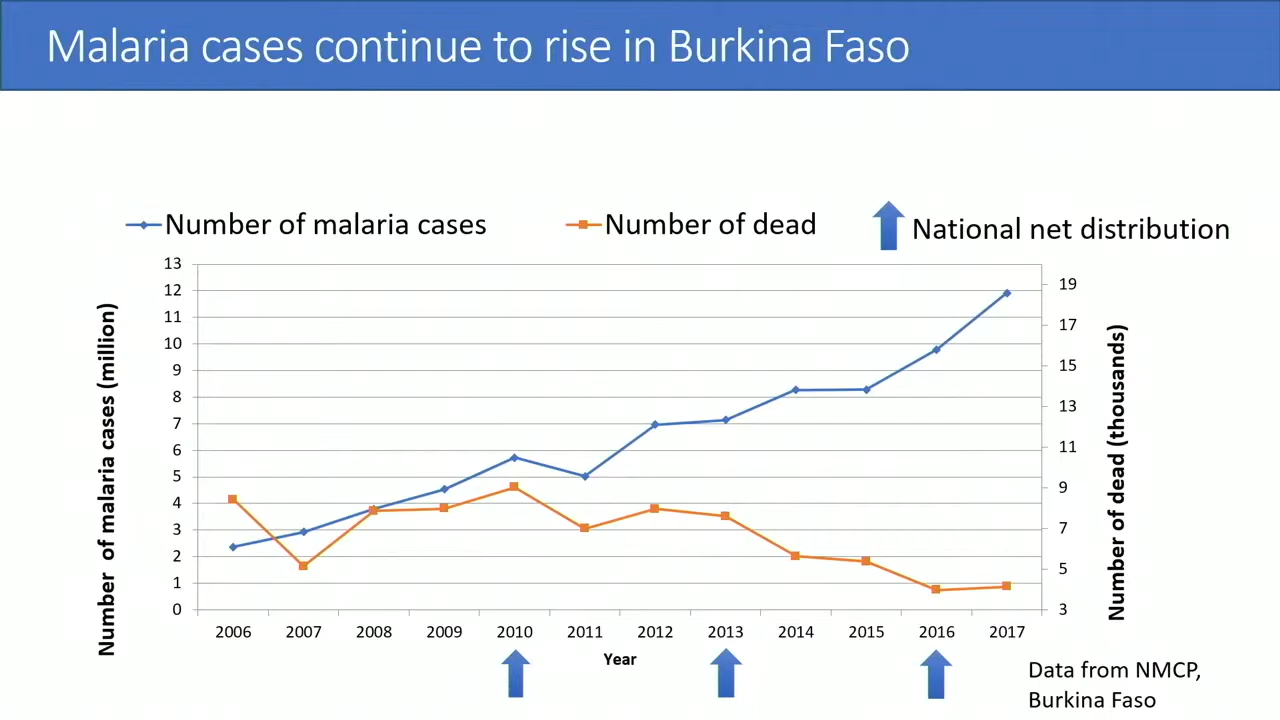 Malaria cases continue to rise in Burkina Faso
Number of malaria cases
Number of dead
National net distribution
Number  of malaria cases (million)
13
12
11
10
9
8
7
6
5
4
3
2
1
0
19
17
15
13
11
9
7
5
3
Number of dead (thousands)
2006 2007 2008 2009 2010 2011 2012 2013 2014 2015 2016 2017
Year
Data from NMCP,
Burkina Faso